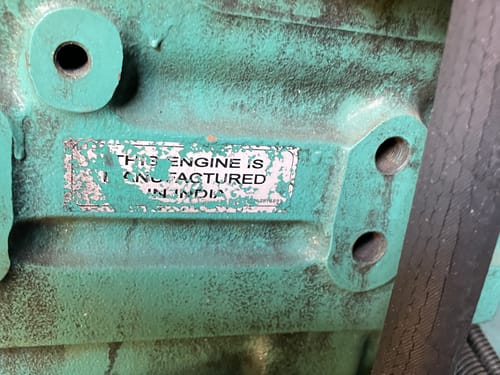 THIS ENGINE IS
MANUFACTURED
IN INDIA